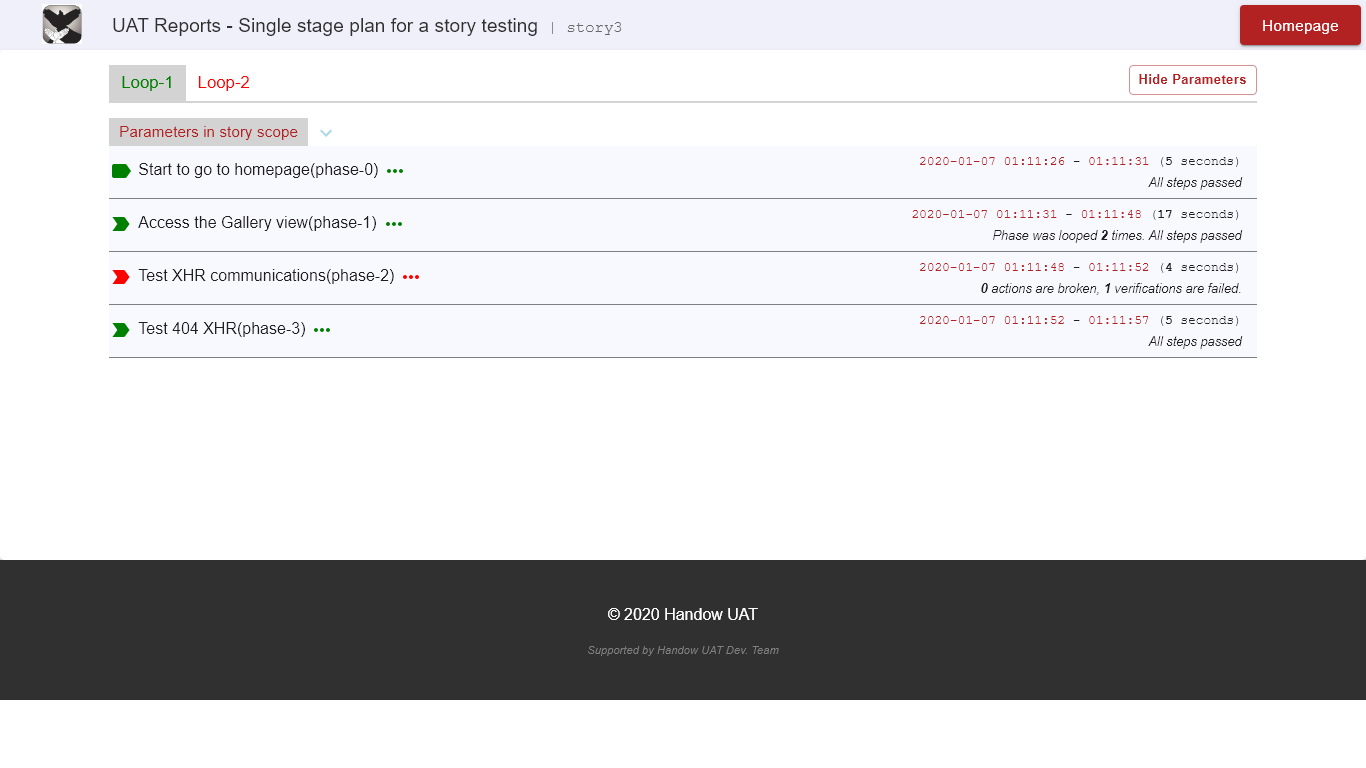 UAT Reports - Single stage plan for a story testing | story3
Homepage
Loop-1 Loop-2
Hide Parameters
Parameters in story scope
Start to go to homepage(phase-0) •••
2020-01-07 01:11:26 - 01:11:31 (5 seconds)
All steps passed
Access the Gallery view(phase-1) •••
2020-01-07 01:11:31 - 01:11:48 (17 seconds)
Phase was looped 2 times. All steps passed
Test XHR communications(phase-2) •••
2020-01-07 01:11:48 - 01:11:52 (4 seconds)
0 actions are broken, 1 verifications are failed.
Test 404 XHR(phase-3) •••
2020-01-07 01:11:52 - 01:11:57 (5 seconds)
All steps passed
© 2020 Handow UAT
Supported by Handow UAT Dev. Team